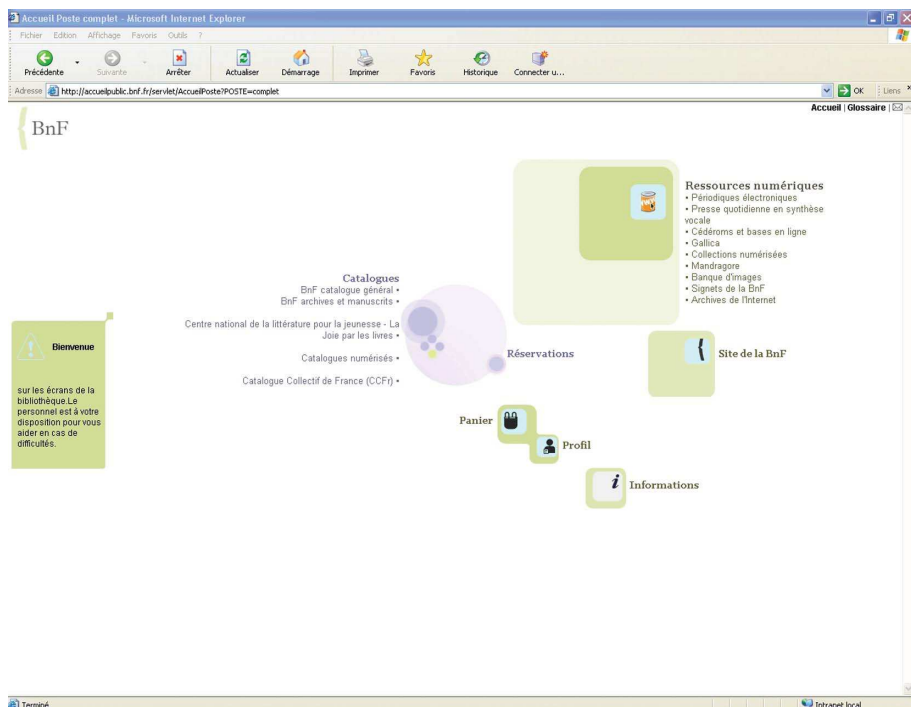 Accueil Poste complet - Microsoft Internet Explorer
Fichier Edition Affichage Favoris Outils ?
Précédente Suivante Arrêter Actualiser Démarrage Imprimer Favoris Historique Connecter u...
Adresse http://accueilpublic.bnf.fr/servlet/AccueilPoste?POSTE=complet OK Liens
Accueil | Glossaire |
BnF
Ressources numériques
• Périodiques électroniques
• Presse quotidienne en synthèse
vocale
• Cédéroms et bases en ligne
• Gallica
• Collections numérisées
• Mandragore
• Banque d'images
• Signets de la BnF
• Archives de l'Internet
Catalogues
BnF catalogue général •
BnF archives et manuscrits •
Centre national de la littérature pour la jeunesse - La
Joie par les livres •
Catalogues numérisés •
Catalogue Collectif de France (CCFr) •
Réservations
Site de la BnF
Bienvenue
sur les écrans de la
bibliothèque.Le
personnel est à votre
disposition pour vous
aider en cas de
difficultés.
Panier
Profil
Informations
Terminé Intranet local